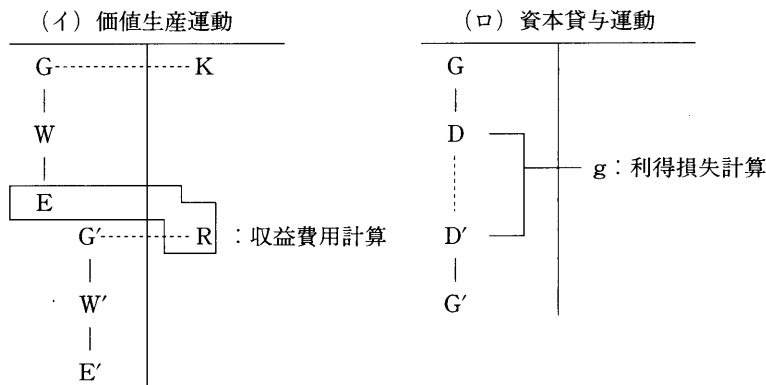 (イ) 価値生産運動
G K
W
E
G′ R :収益費用計算
W′
E′
(ロ) 資本貸与運動
G
D
g:利得損失計算
D′
G′